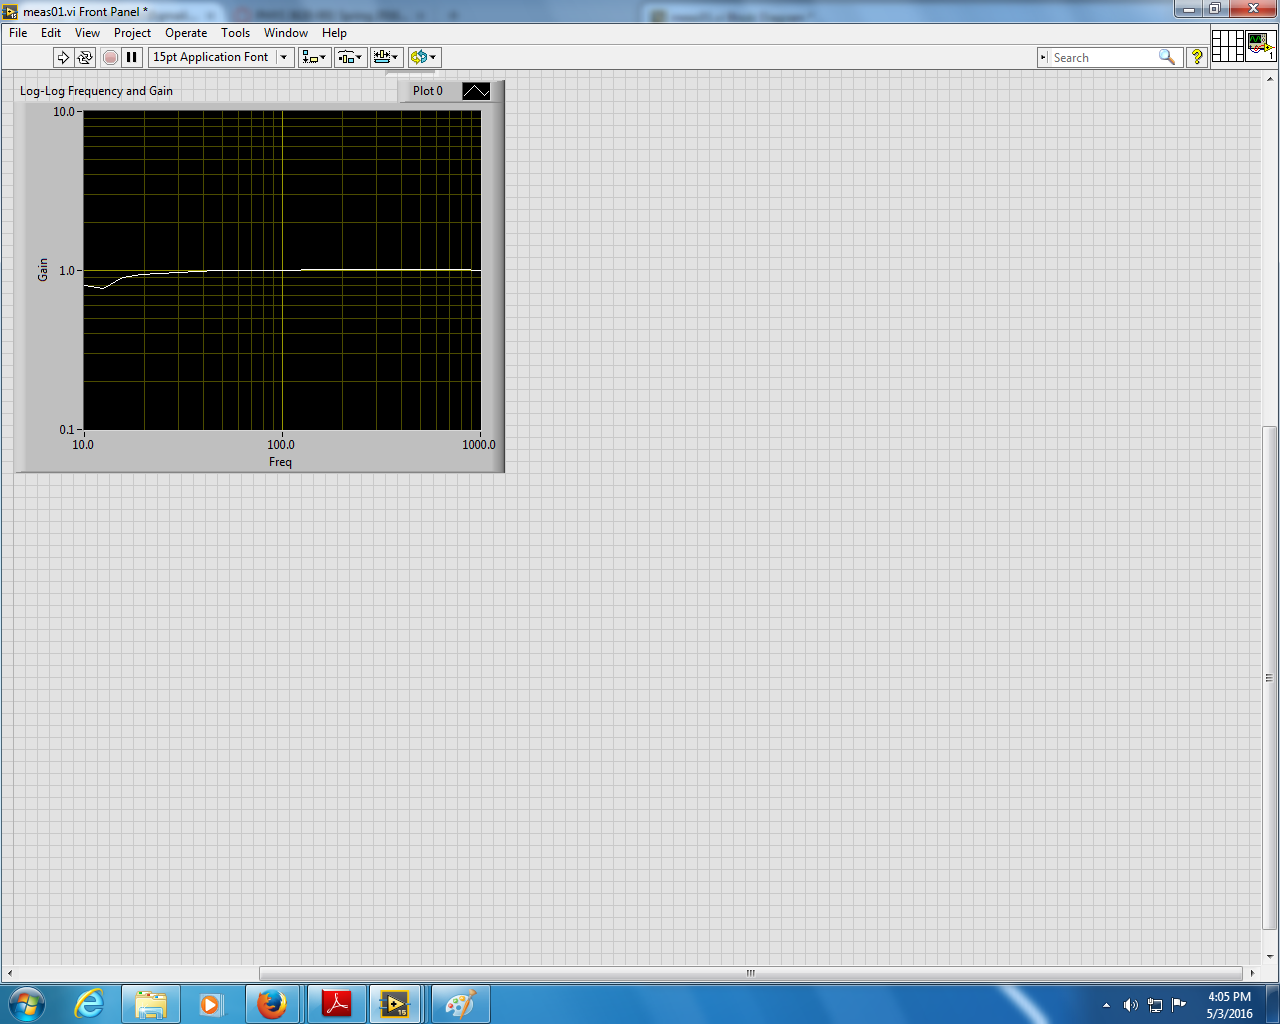 meas01.vi Front Panel *
File Edit View Project Operate Tools Window Help
15pt Application Font
Search
?
1
Log-Log Frequency and Gain
Plot 0
10.0
1.0
0.1
Gain
10.0 100.0 1000.0
Freq
15
4:05 PM
5/3/2016